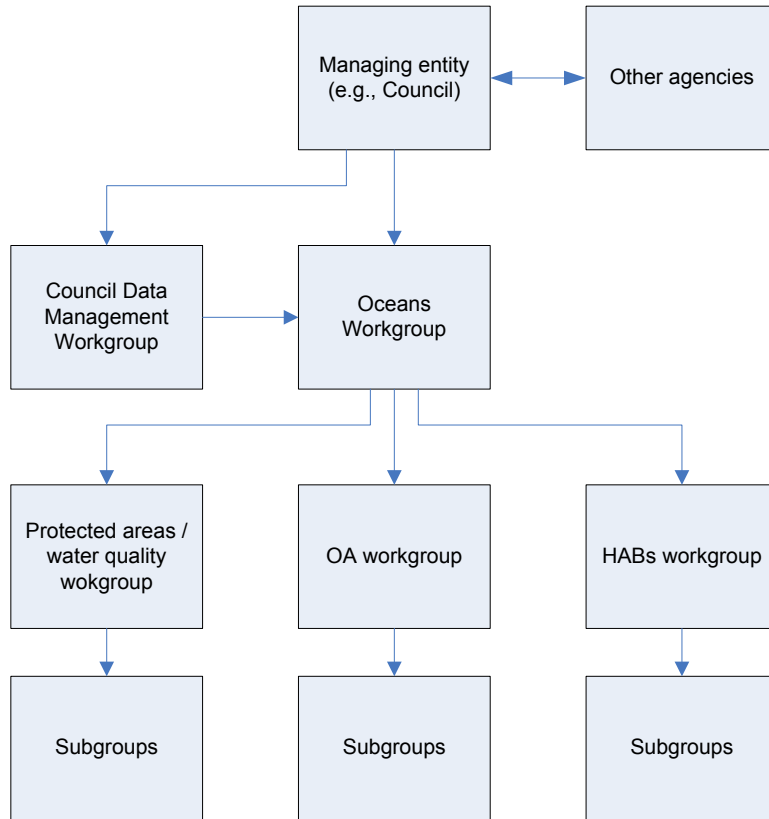 Managing entity
(e.g., Council)
Other agencies
Council Data
Management
Workgroup
Oceans
Workgroup
Protected areas /
water quality
wokgroup
OA workgroup
HABs workgroup
Subgroups
Subgroups
Subgroups